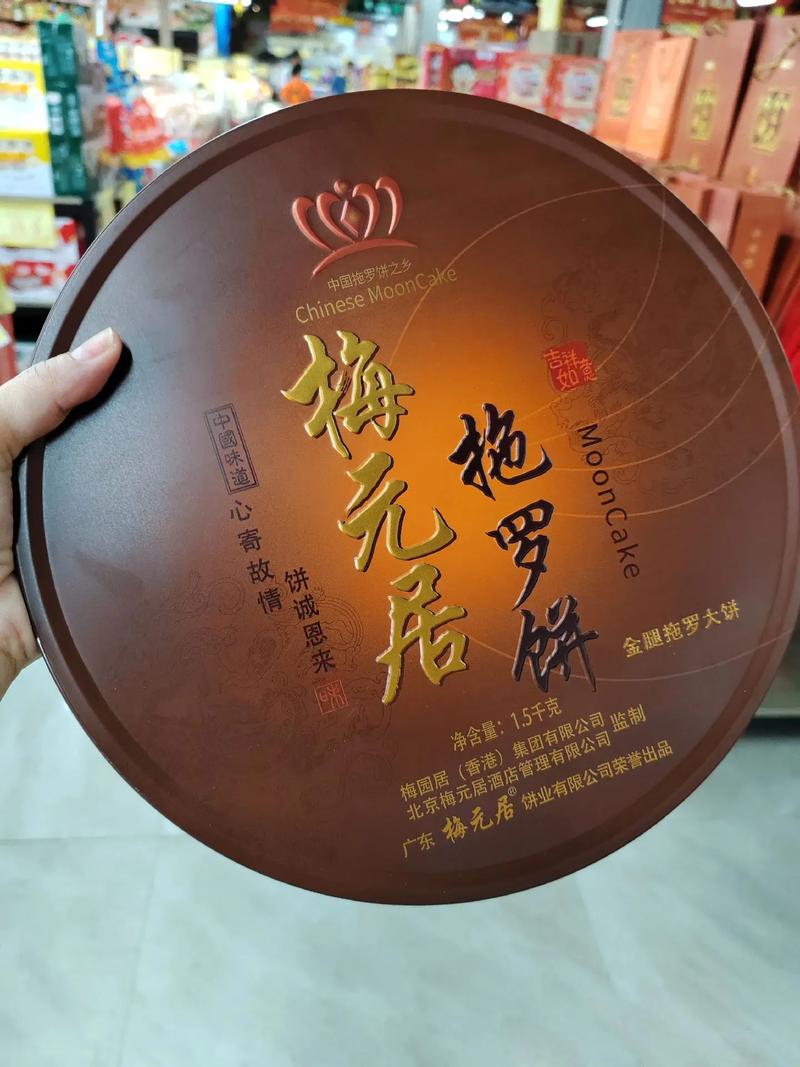 中国拖罗饼之乡
Chinese MoonCake
梅元居
拖罗饼
MoonCake
吉祥如意
中國味道
心寄故情
饼诚恩来
味
金腿拖罗大饼
净含量：1.5千克
梅园居（香港）集团有限公司 监制
北京梅元居酒店管理有限公司
广东 梅元居® 饼业有限公司荣誉出品